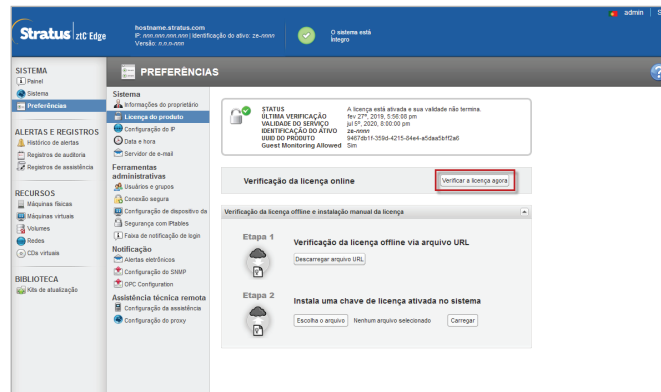 admin
S
Stratus ztC Edge
hostname.stratus.com
IP: nnn.nnn.nnn.nnn | Identificação do ativo: ze-nnnn
Versão: n.n.n-nnn
O sistema está
íntegro
SISTEMA
Painel
Sistema
Preferências
ALERTAS E REGISTROS
Histórico de alertas
Registros de auditoria
Registros de assistência
RECURSOS
Máquinas físicas
Máquinas virtuais
Volumes
Redes
CDs virtuais
BIBLIOTECA
Kits de atualização
PREFERÊNCIAS
?
Sistema
Informações do proprietário
Licença do produto
Configuração do IP
Data e hora
Servidor de e-mail
Ferramentas
administrativas
Usuários e grupos
Conexão segura
Configuração de dispositivo da
Segurança com IPtables
Faixa de notificação de login
Notificação
Alertas eletrônicos
Configuração do SNMP
OPC Configuration
Assistência técnica remota
Configuração da assistência
Configuração do proxy
STATUS A licença está ativada e sua validade não termina.
ÚLTIMA VERIFICAÇÃO fev 27º, 2019, 5:56:08 pm
VALIDADE DO SERVIÇO jul 5º, 2020, 8:00:00 pm
IDENTIFICAÇÃO DO ATIVO ze-nnnn
UUID DO PRODUTO 9467db1f-359d-4215-84e4-a5daa5bff2a6
Guest Monitoring Allowed Sim
Verificação da licença online
Verificar a licença agora
Verificação da licença offline e instalação manual da licença
Etapa 1
Verificação da licença offline via arquivo URL
Descarregar arquivo URL
Etapa 2
Instala uma chave de licença ativada no sistema
Escolha o arquivo Nenhum arquivo selecionado Carregar